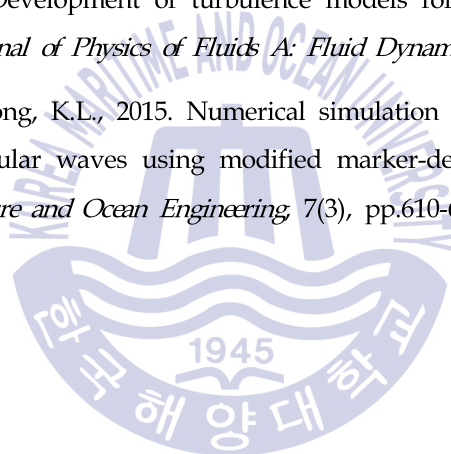 Development of turbulence models for
nal of Physics of Fluids A: Fluid Dynam
ong, K.L., 2015. Numerical simulation
ular waves using modified marker-de
re and Ocean Engineering, 7(3), pp.610-6
KOREA MARITIME AND OCEAN UNIVERSITY
1945
한국해양대학교